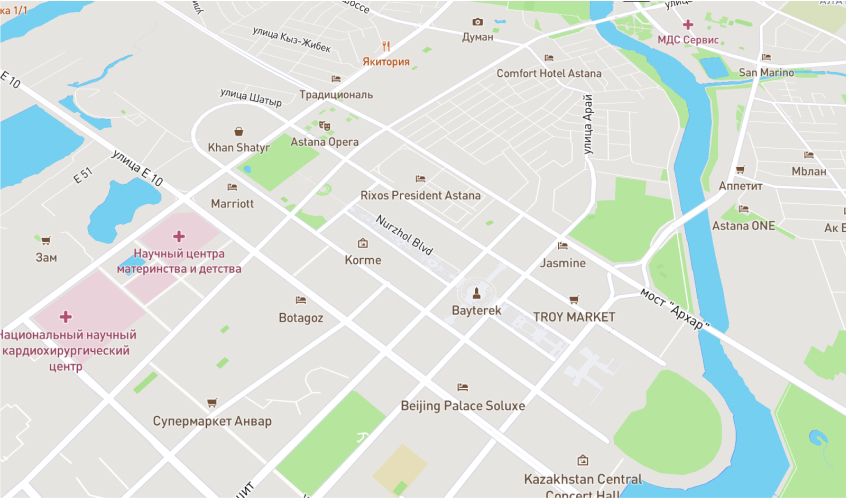 ка 1/1
шоссе
улица Кыз-Жибек
Думан
МДС Сервис
Якитория
Comfort Hotel Astana
San Marino
E 10
Традициональ
улица Шатыр
улица Арай
Khan Shatyr
Astana Opera
улица E 10
E 51
Мблан
Аппетит
Marriott
Rixos President Astana
Astana ONE
Nurzhol Blvd
Зам
Научный центра
материнства и детства
Korme
Jasmine
мост "Архар"
Botagoz
Bayterek
TROY MARKET
Национальный научный
кардиохирургический
центр
Beijing Palace Soluxe
Супермаркет Анвар
Kazakhstan Central
Concert Hall